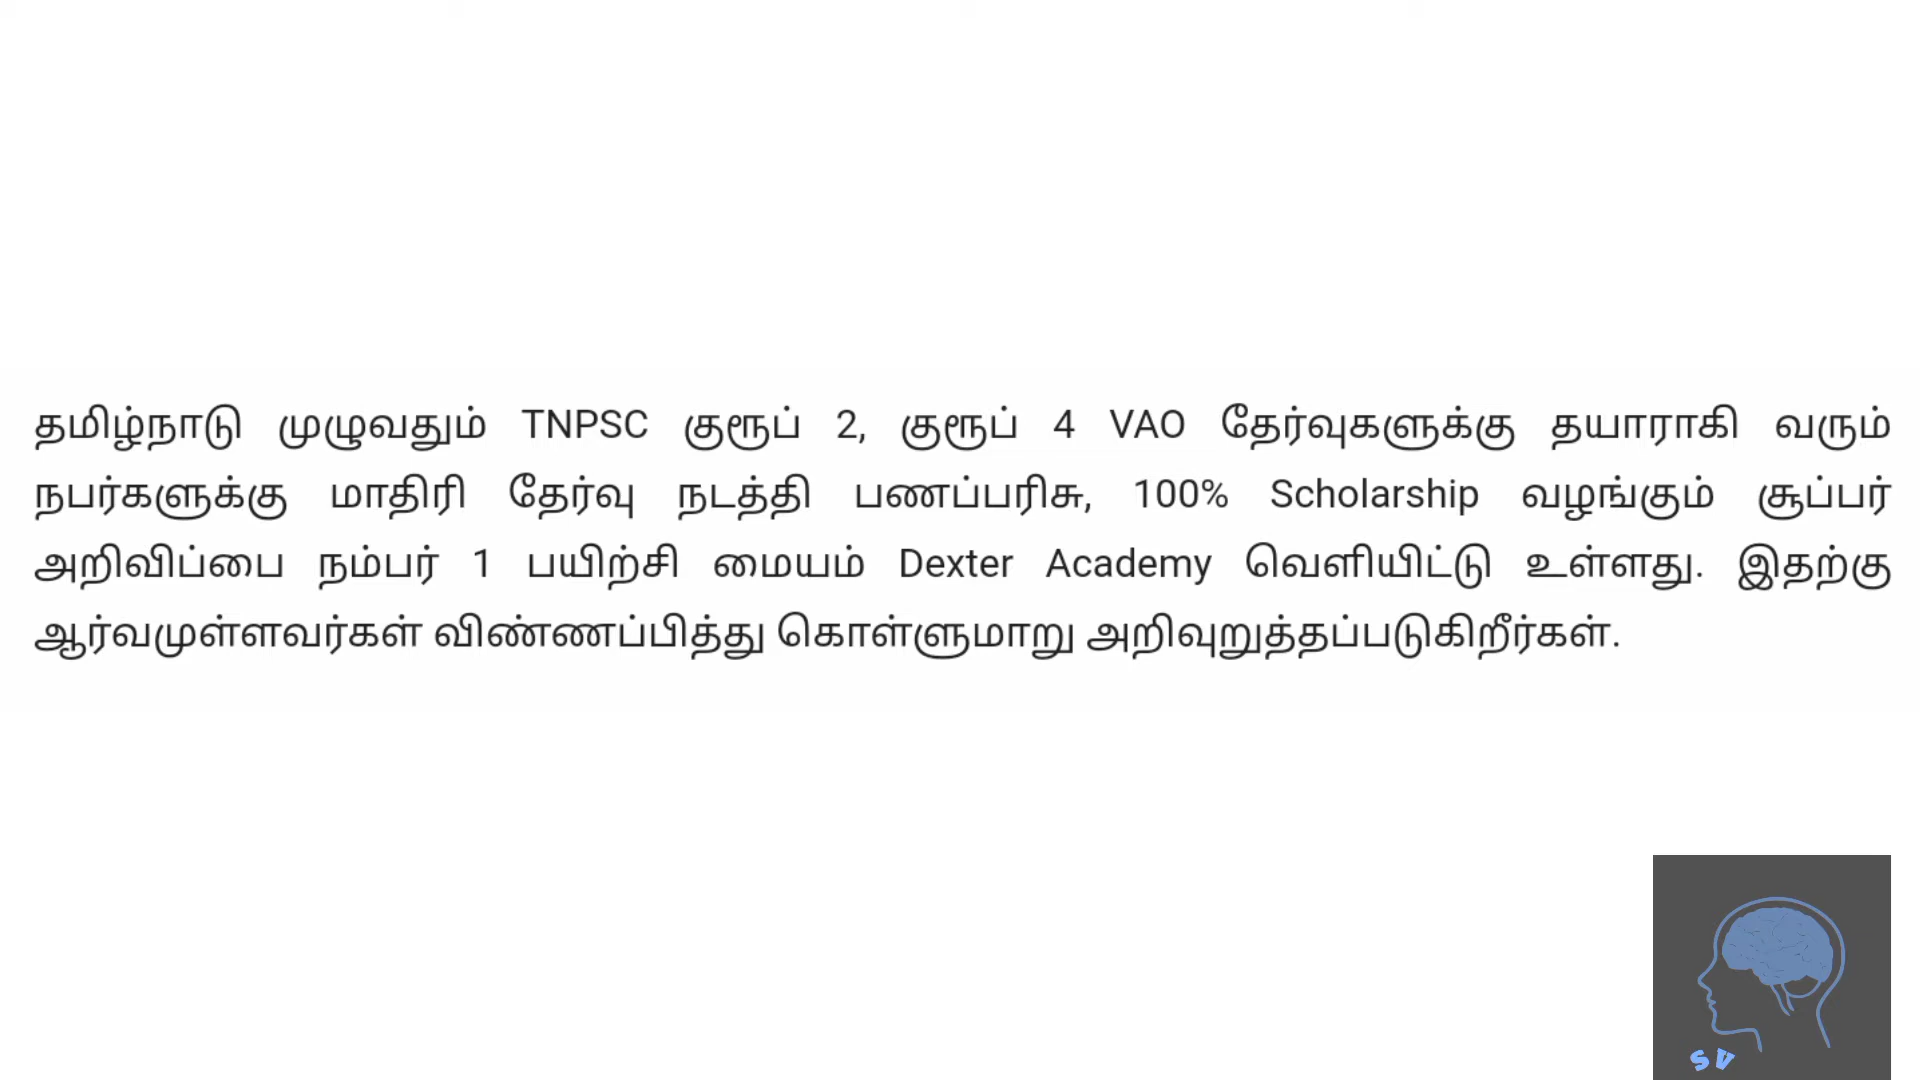 தமிழ்நாடு முழுவதும் TNPSC குரூப் 2, குரூப் 4 VAO தேர்வுகளுக்கு தயாராகி வரும்
நபர்களுக்கு மாதிரி தேர்வு நடத்தி பணப்பரிசு, 100% Scholarship வழங்கும் சூப்பர்
அறிவிப்பை நம்பர் 1 பயிற்சி மையம் Dexter Academy வெளியிட்டு உள்ளது. இதற்கு
ஆர்வமுள்ளவர்கள் விண்ணப்பித்து கொள்ளுமாறு அறிவுறுத்தப்படுகிறீர்கள்.
S V